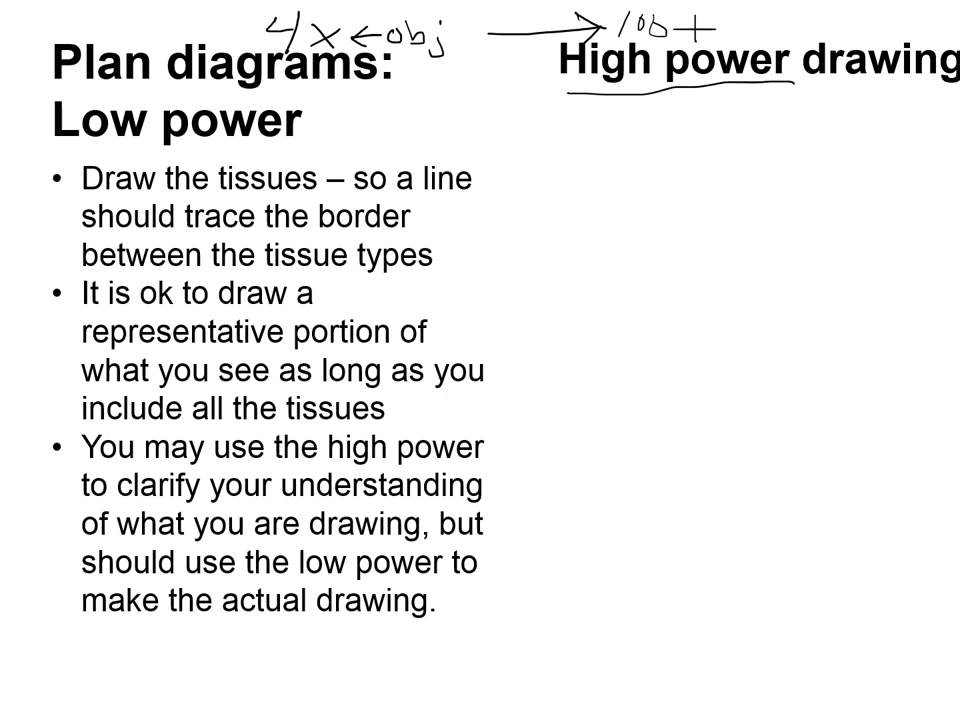 4x ← obj → 100+
Plan diagrams:
Low power
• Draw the tissues – so a line
should trace the border
between the tissue types
• It is ok to draw a
representative portion of
what you see as long as you
include all the tissues
• You may use the high power
to clarify your understanding
of what you are drawing, but
should use the low power to
make the actual drawing.
High power drawing